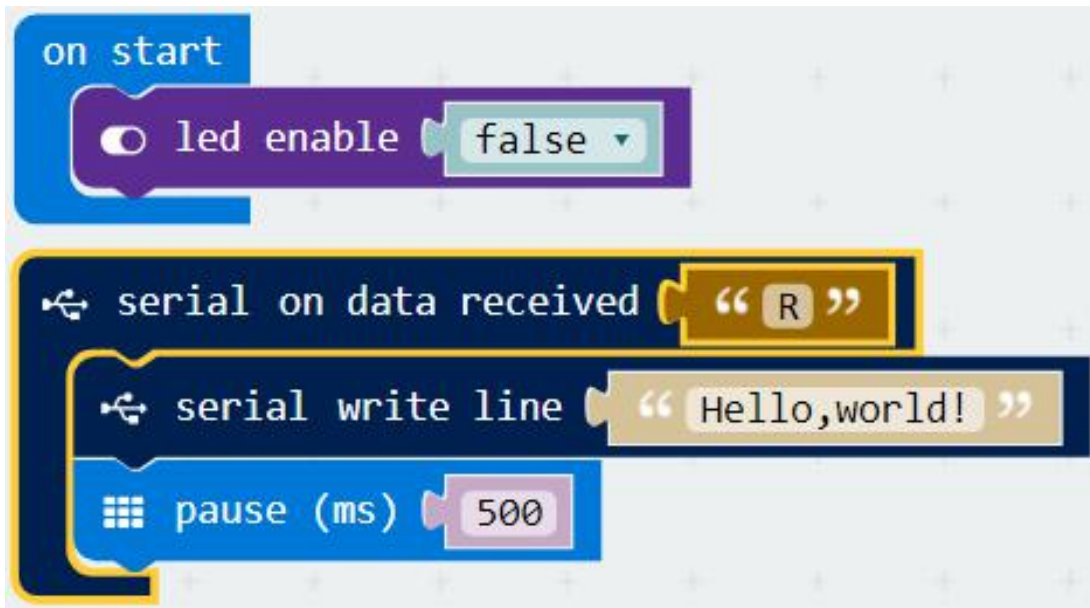 on start
led enable false
serial on data received “ R ”
serial write line “ Hello,world! ”
pause (ms) 500